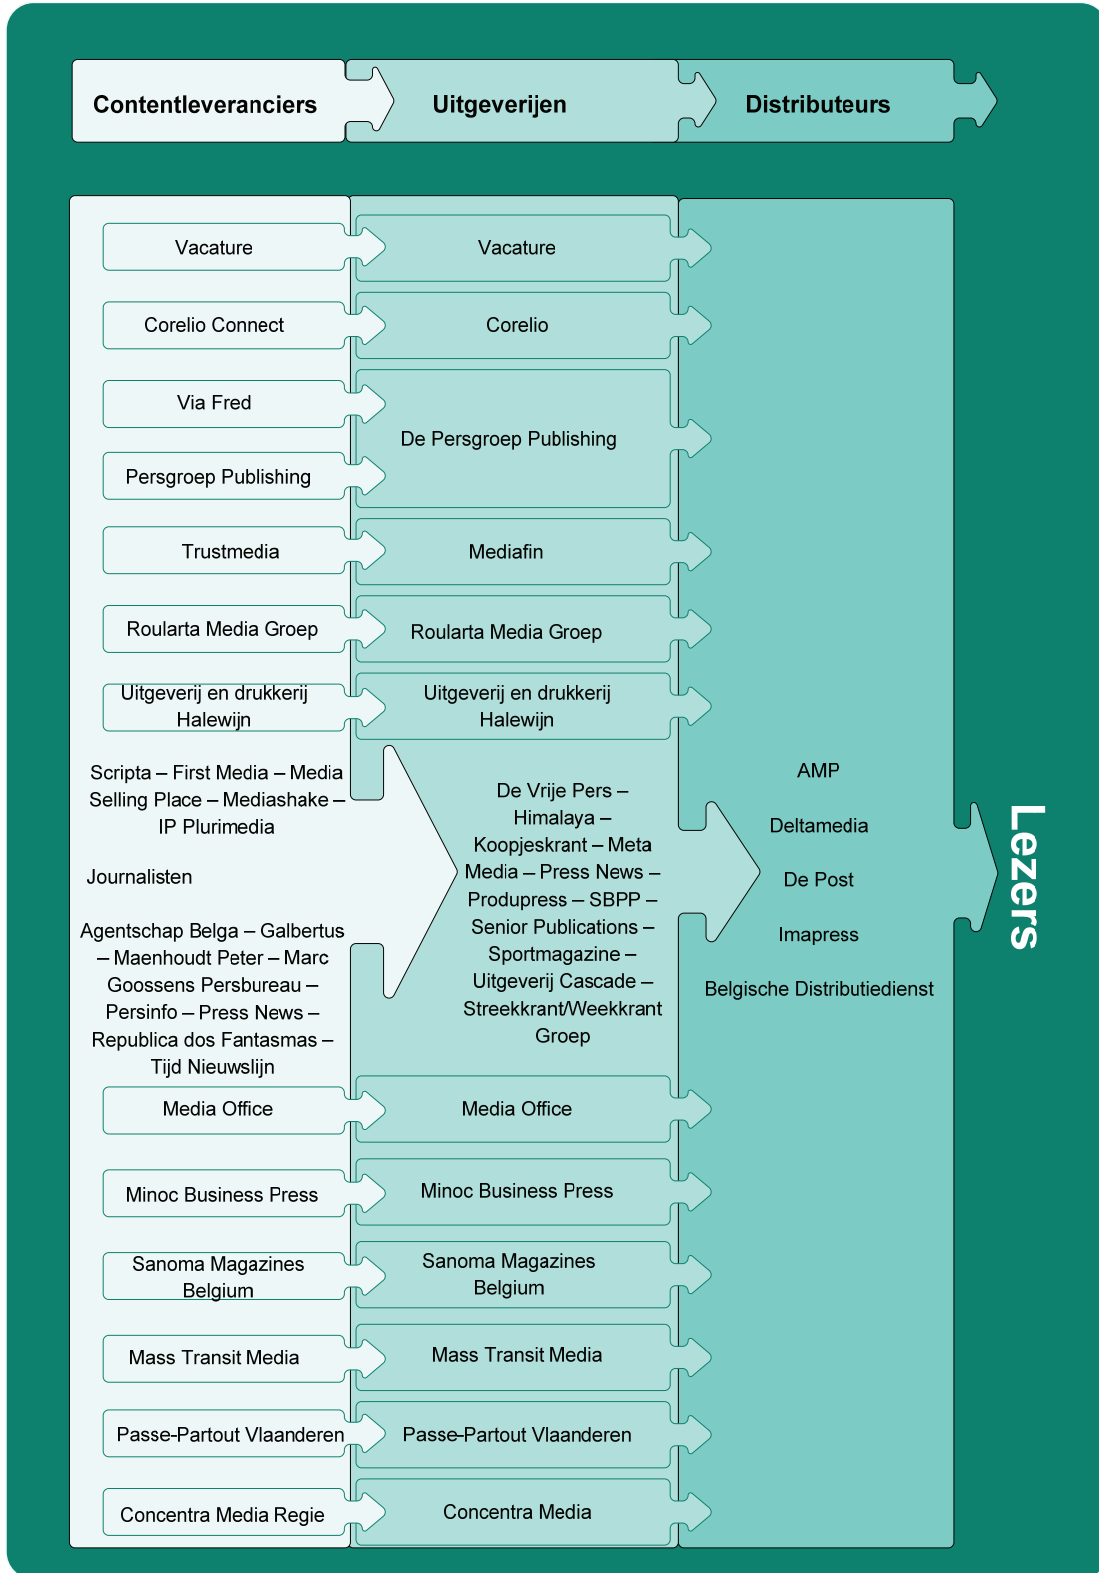 Contentleveranciers
Uitgeverijen
Distributeurs
Vacature
Vacature
Corelio Connect
Corelio
Via Fred
De Persgroep Publishing
Persgroep Publishing
Trustmedia
Mediafin
Roularta Media Groep
Roularta Media Groep
Uitgeverij en drukkerij
Halewijn
Uitgeverij en drukkerij
Halewijn
Scripta – First Media – Media
Selling Place – Mediashake –
IP Plurimedia
Journalisten
Agentschap Belga – Galbertus
– Maenhoudt Peter – Marc
Goossens Persbureau –
Persinfo – Press News –
Republica dos Fantasmas –
Tijd Nieuwslijn
De Vrije Pers –
Himalaya –
Koopjeskrant – Meta
Media – Press News –
Produpress – SBPP –
Senior Publications –
Sportmagazine –
Uitgeverij Cascade –
Streekkrant/Weekkrant
Groep
AMP
Deltamedia
De Post
Imapress
Belgische Distributiedienst
Lezers
Media Office
Media Office
Minoc Business Press
Minoc Business Press
Sanoma Magazines
Belgium
Sanoma Magazines
Belgium
Mass Transit Media
Mass Transit Media
Passe-Partout Vlaanderen
Passe-Partout Vlaanderen
Concentra Media Regie
Concentra Media